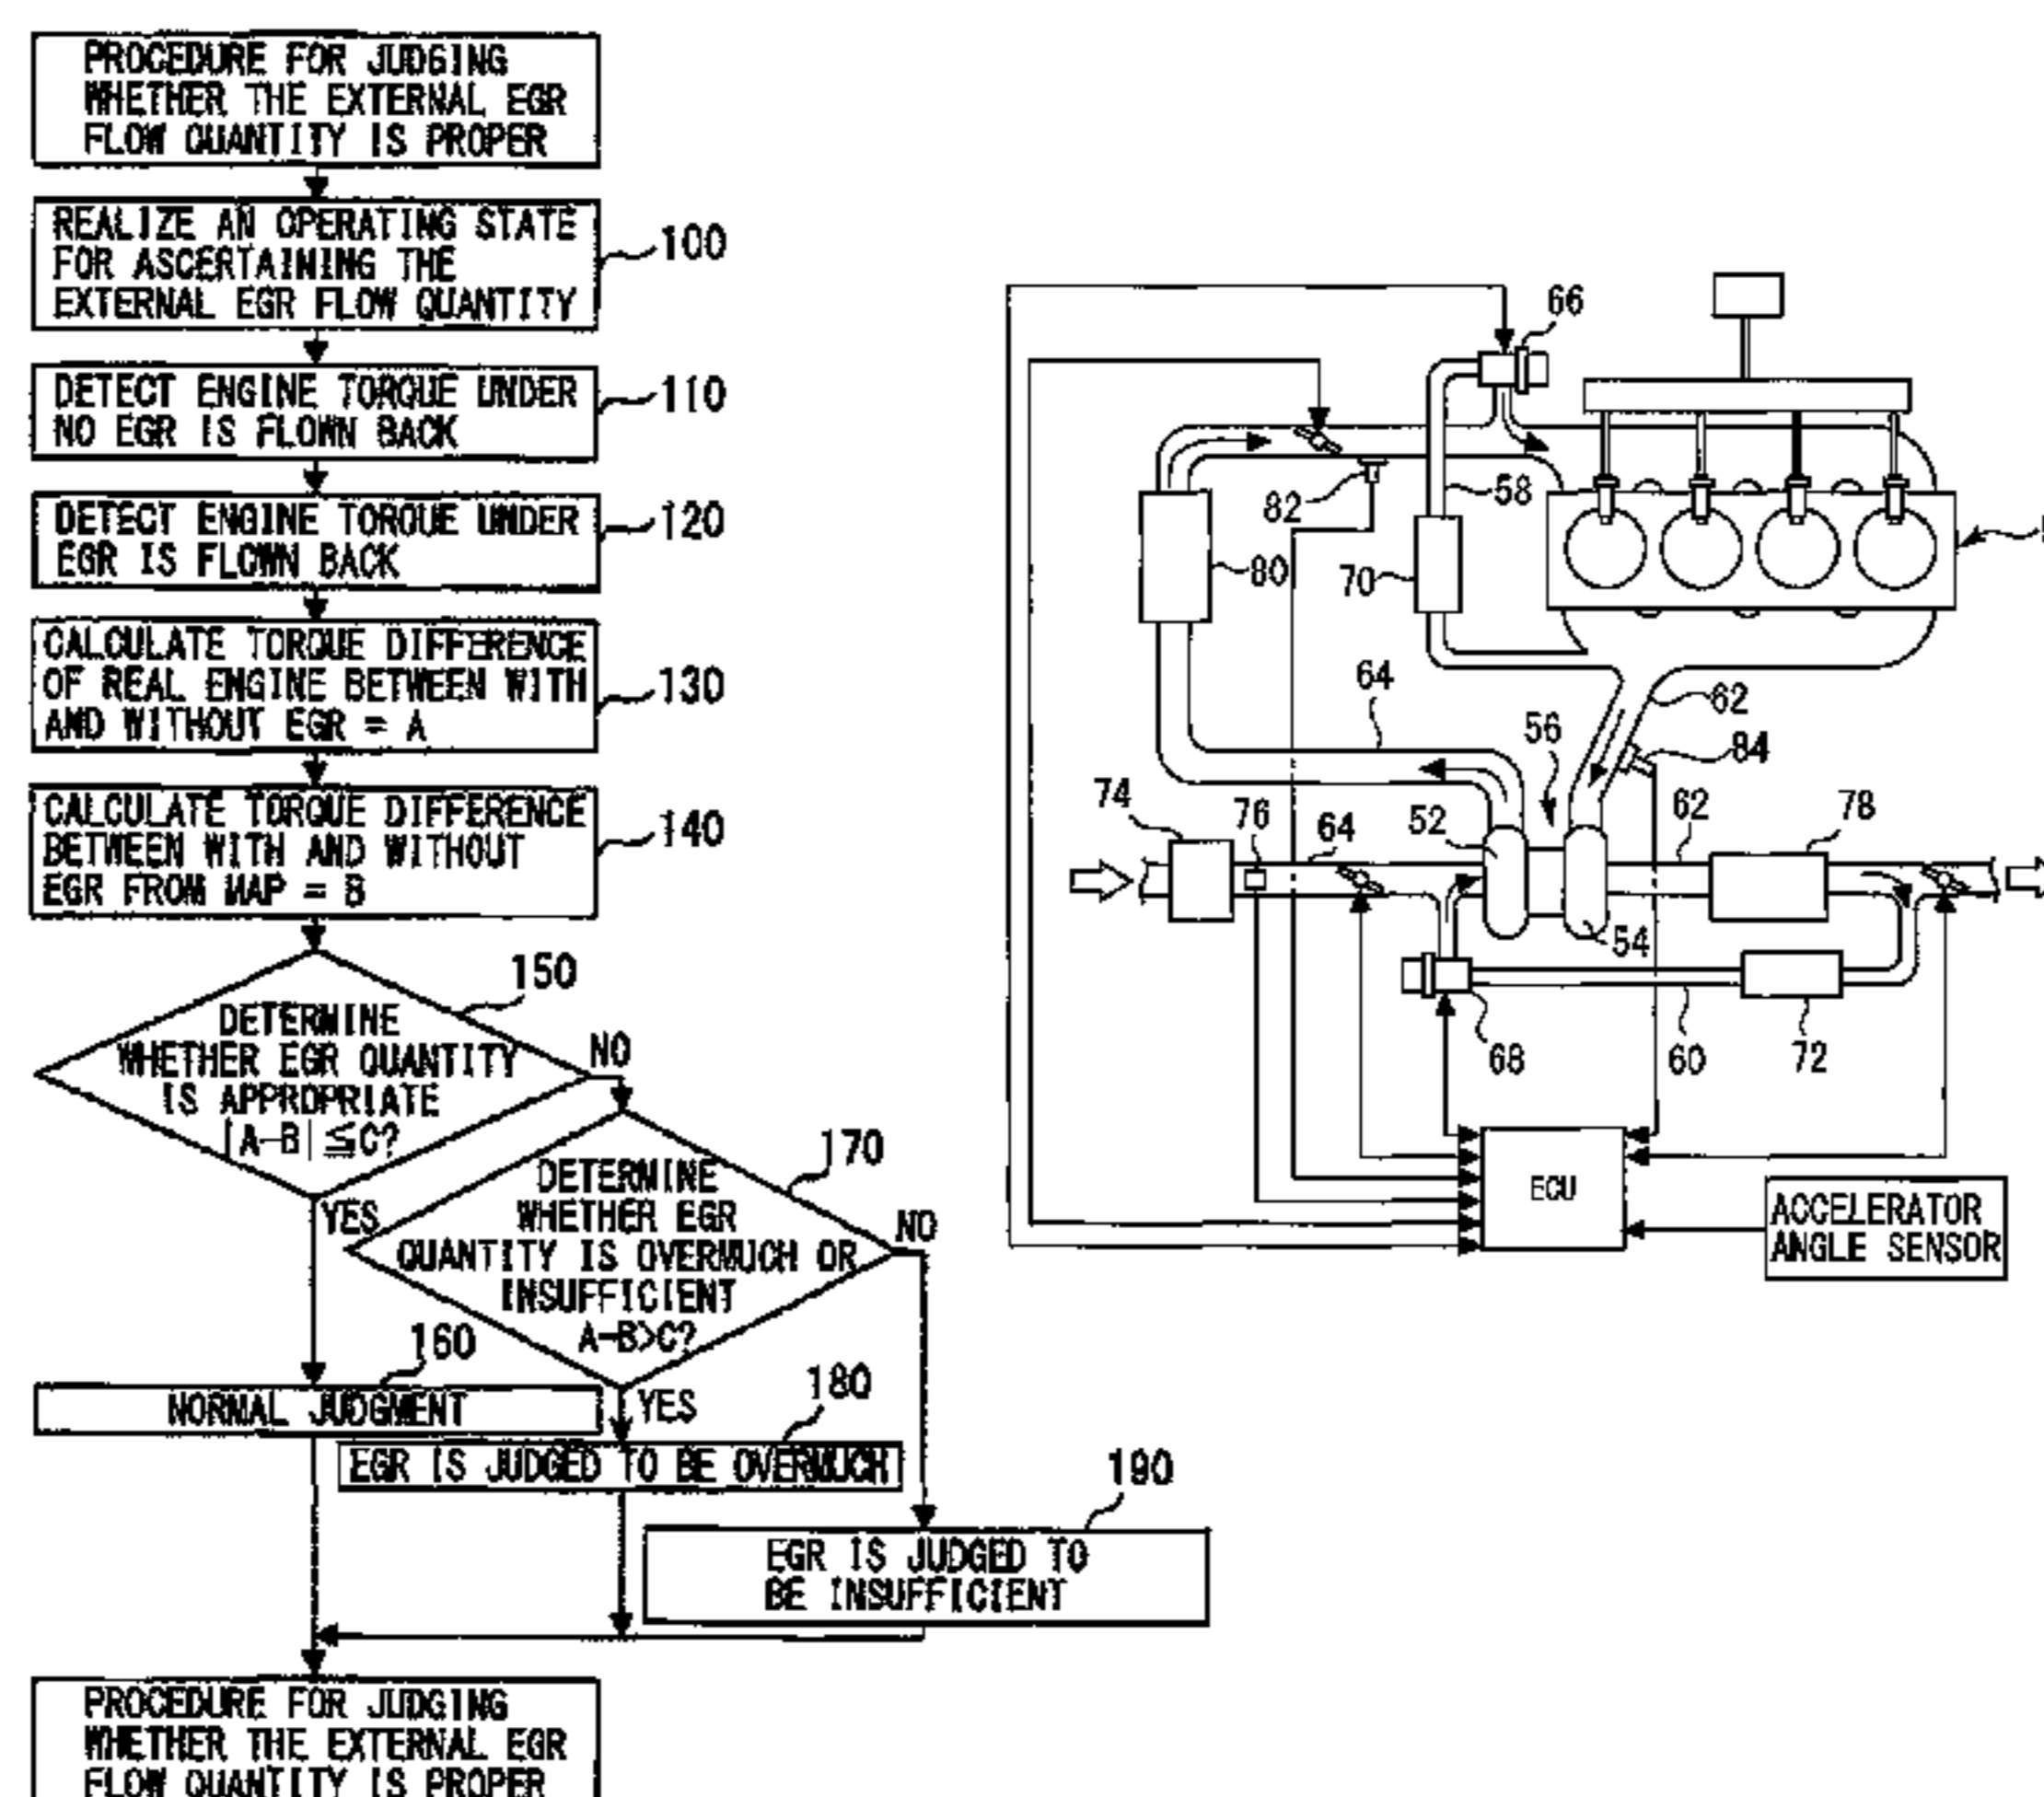 PROCEDURE FOR JUDGING
WHETHER THE EXTERNAL EGR
FLOW QUANTITY IS PROPER
REALIZE AN OPERATING STATE
FOR ASCERTAINING THE
EXTERNAL EGR FLOW QUANTITY
100
DETECT ENGINE TORQUE UNDER
NO EGR IS FLOWN BACK
110
DETECT ENGINE TORQUE UNDER
EGR IS FLOWN BACK
120
CALCULATE TORQUE DIFFERENCE
OF REAL ENGINE BETWEEN WITH
AND WITHOUT EGR = A
130
CALCULATE TORQUE DIFFERENCE
BETWEEN WITH AND WITHOUT
EGR FROM MAP = B
140
150
DETERMINE
WHETHER EGR QUANTITY
IS APPROPRIATE
|A-B|≦C?
NO
YES
170
DETERMINE
WHETHER EGR
QUANTITY IS OVERMUCH OR
INSUFFICIENT
A-B>C?
NO
YES
160
NORMAL JUDGMENT
180
EGR IS JUDGED TO BE OVERMUCH
190
EGR IS JUDGED TO
BE INSUFFICIENT
PROCEDURE FOR JUDGING
WHETHER THE EXTERNAL EGR
FLOW QUANTITY IS PROPER
66
82
58
80
70
64
62
56
84
74
76
64
52
62
78
54
68
60
72
ECU
ACCELERATOR
ANGLE SENSOR